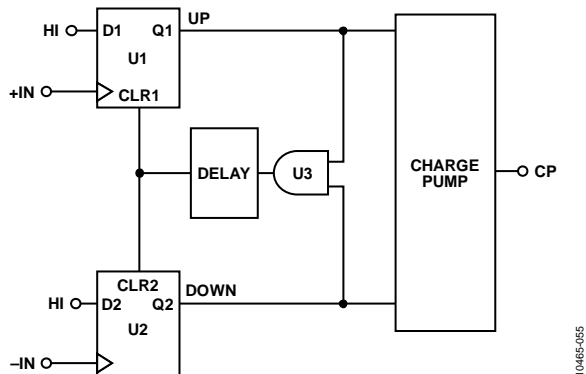 UP
HI
D1
Q1
U1
+IN
CLR1
DELAY
U3
CHARGE
PUMP
CP
CLR2
DOWN
HI
D2
Q2
U2
–IN
10465-055